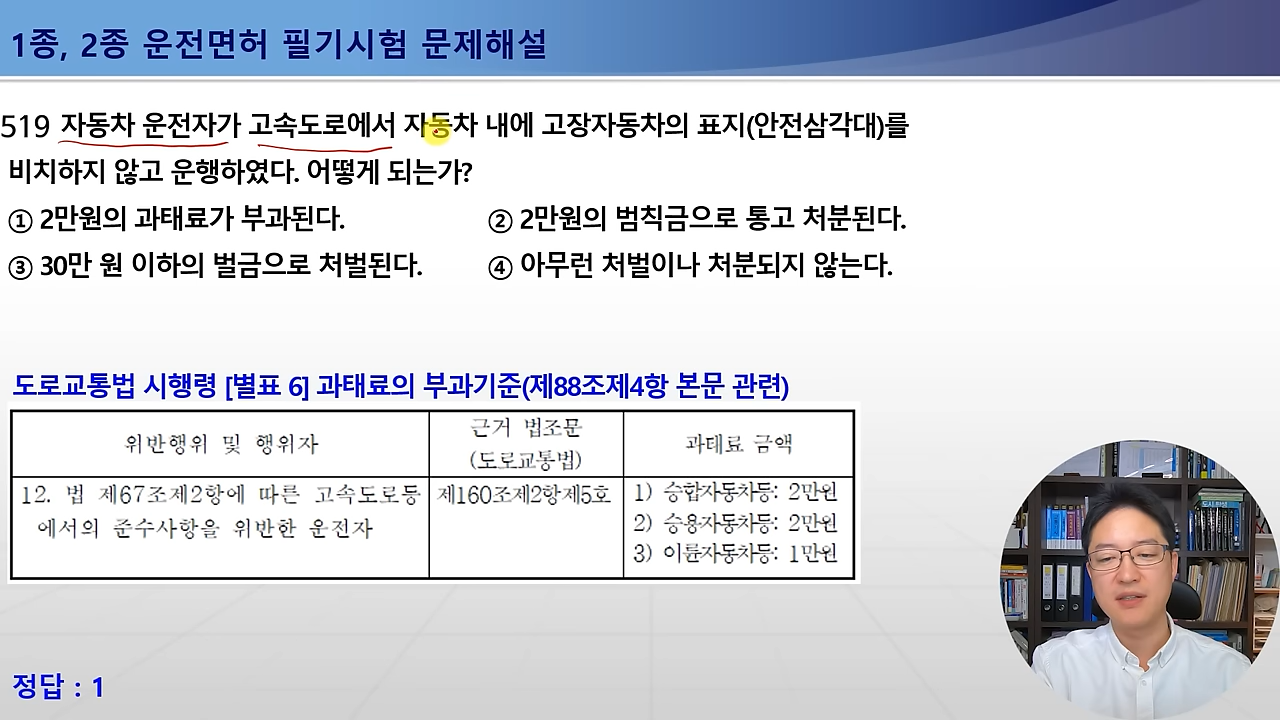 1종, 2종 운전면허 필기시험 문제해설
519 자동차 운전자가 고속도로에서 자동차 내에 고장자동차의 표지(안전삼각대)를
비치하지 않고 운행하였다. 어떻게 되는가?
① 2만원의 과태료가 부과된다. ② 2만원의 범칙금으로 통고 처분된다.
③ 30만 원 이하의 벌금으로 처벌된다. ④ 아무런 처벌이나 처분되지 않는다.
도로교통법 시행령 [별표 6] 과태료의 부과기준(제88조제4항 본문 관련)
위반행위 및 행위자
근거 법조문
(도로교통법)
과태료 금액
12. 법 제67조제2항에 따른 고속도로등
에서의 준수사항을 위반한 운전자
제160조제2항제5호
1) 승합자동차등: 2만원
2) 승용자동차등: 2만원
3) 이륜자동차등: 1만원
정답 : 1